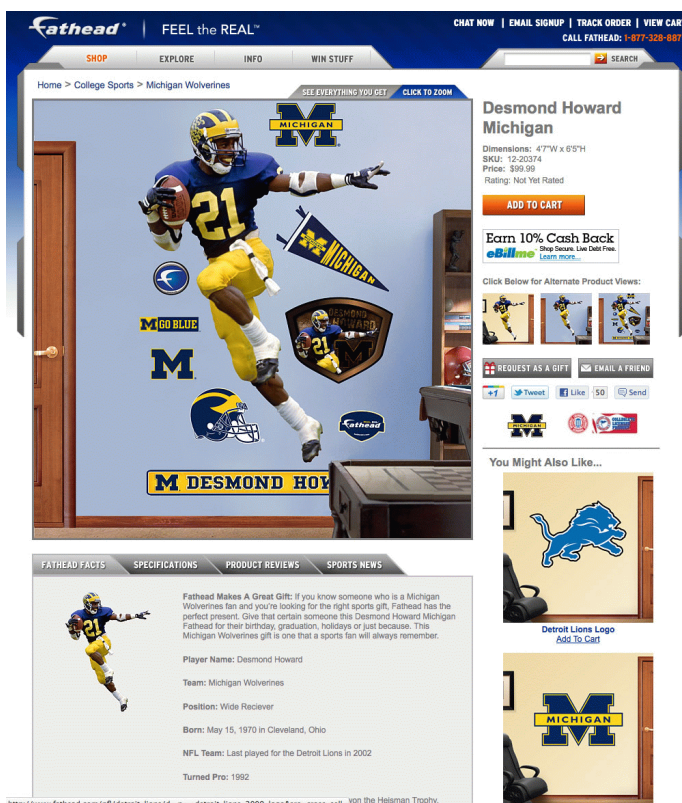 fathead®
FEEL the REAL™
CHAT NOW | EMAIL SIGNUP | TRACK ORDER | VIEW CAR
CALL FATHEAD: 1-877-328-887
SHOP
EXPLORE
INFO
WIN STUFF
SEARCH
Home > College Sports > Michigan Wolverines
SEE EVERYTHING YOU GET
CLICK TO ZOOM
MICHIGAN
21
MICHIGAN
DESMOND
HOWARD
21
M GO BLUE
M
fathead
M DESMOND HOW
Desmond Howard
Michigan
Dimensions: 4'7"W x 6'5"H
SKU: 12-20374
Price: $99.99
Rating: Not Yet Rated
ADD TO CART
Earn 10% Cash Back
eBillme Shop Secure. Live Debt Free.
Learn more...
Click Below for Alternate Product Views:
REQUEST AS A GIFT
EMAIL A FRIEND
+1
Tweet
Like
50
Send
MICHIGAN
You Might Also Like...
Detroit Lions Logo
Add To Cart
MICHIGAN
FATHEAD FACTS
SPECIFICATIONS
PRODUCT REVIEWS
SPORTS NEWS
21
Fathead Makes A Great Gift: If you know someone who is a Michigan
Wolverines fan and you're looking for the right sports gift, Fathead has the
perfect present. Give that certain someone this Desmond Howard Michigan
Fathead for their birthday, graduation, holidays or just because. This
Michigan Wolverines gift is one that a sports fan will always remember.
Player Name: Desmond Howard
Team: Michigan Wolverines
Position: Wide Reciever
Born: May 15, 1970 in Cleveland, Ohio
NFL Team: Last played for the Detroit Lions in 2002
Turned Pro: 1992
von the Heisman Trophy,